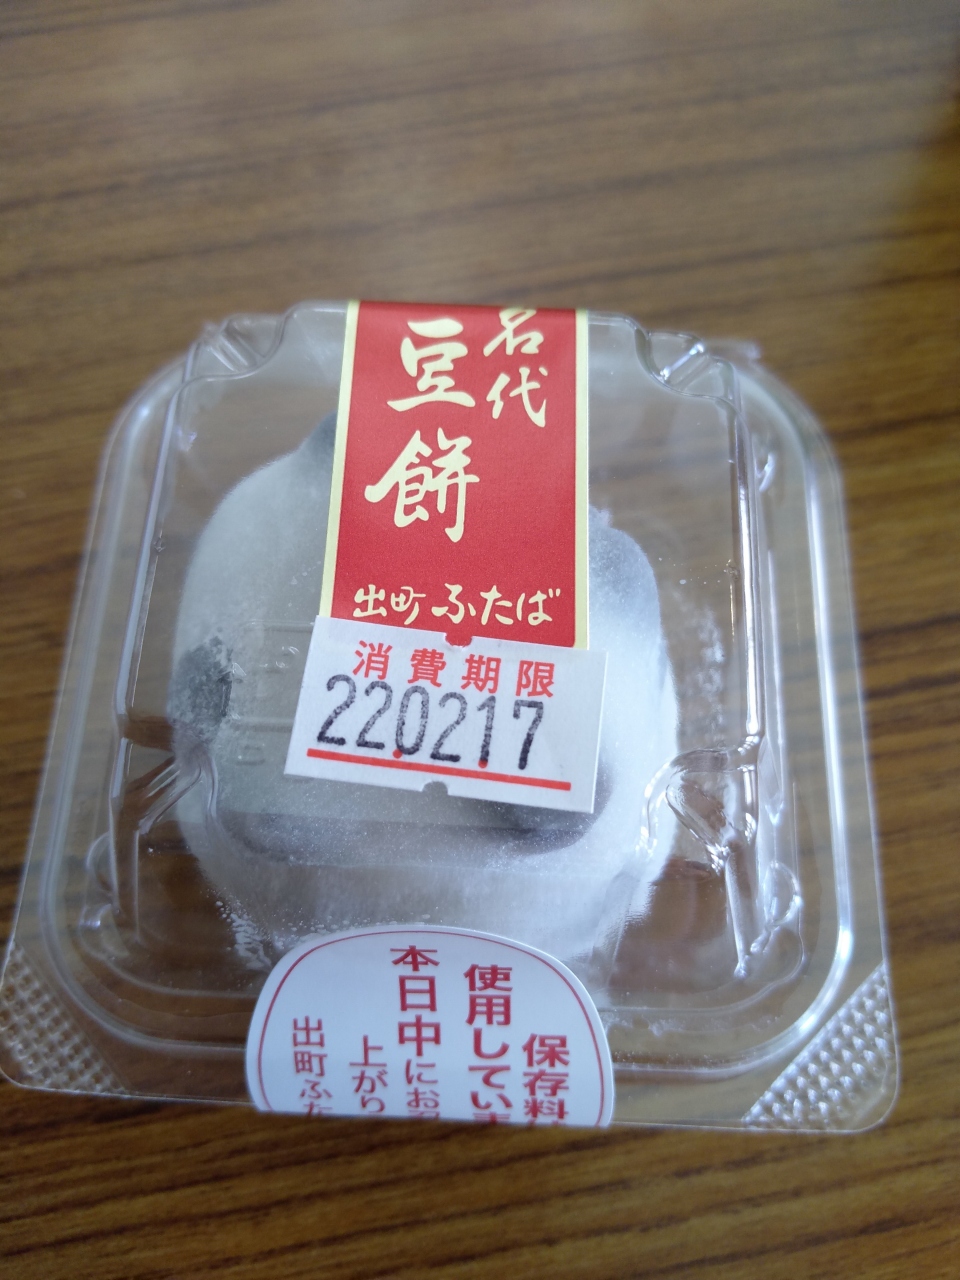 名代
豆餅
出町ふたば
消費期限
220217
保存料
使用してい
本日中にお
上がら
出町ふた